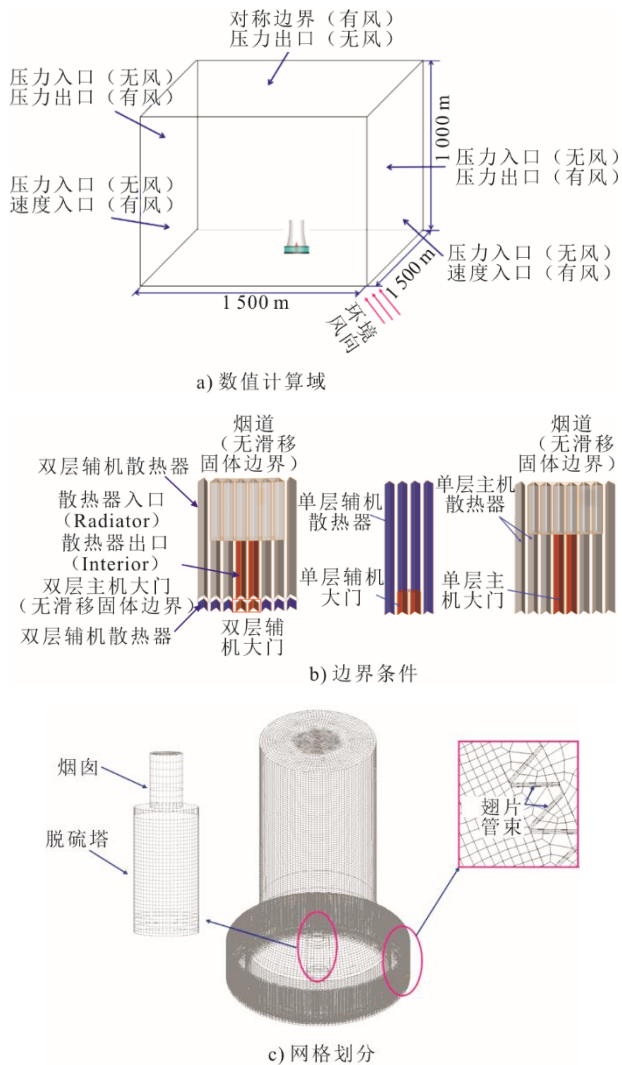 对称边界（有风）
压力出口（无风）
压力入口（无风）
压力出口（有风）
压力入口（无风）
速度入口（有风）
1 000 m
压力入口（无风）
压力出口（有风）
压力入口（无风）
速度入口（有风）
1 500 m
1 500 m
环境
风向
a) 数值计算域
烟道
（无滑移
固体边界）
双层辅机散热器
散热器入口
（Radiator）
散热器出口
（Interior）
双层主机大门
（无滑移固体边界）
双层辅机散热器
双层辅
机大门
单层辅机
散热器
单层辅机
大门
烟道
（无滑移
固体边界）
单层主机
散热器
单层主
机大门
b) 边界条件
烟囱
脱硫塔
翅片
管束
c) 网格划分